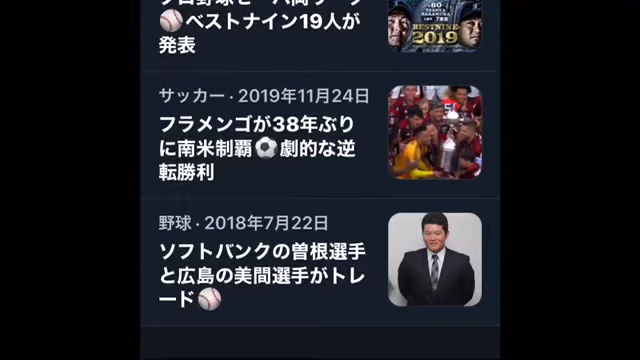 ⚾ベストナイン19人が
発表
60
BESTNINE
2019
サッカー · 2019年11月24日
フラメンゴが38年ぶり
に南米制覇⚽劇的な逆
転勝利
野球 · 2018年7月22日
ソフトバンクの曽根選手
と広島の美間選手がトレ
ード⚾